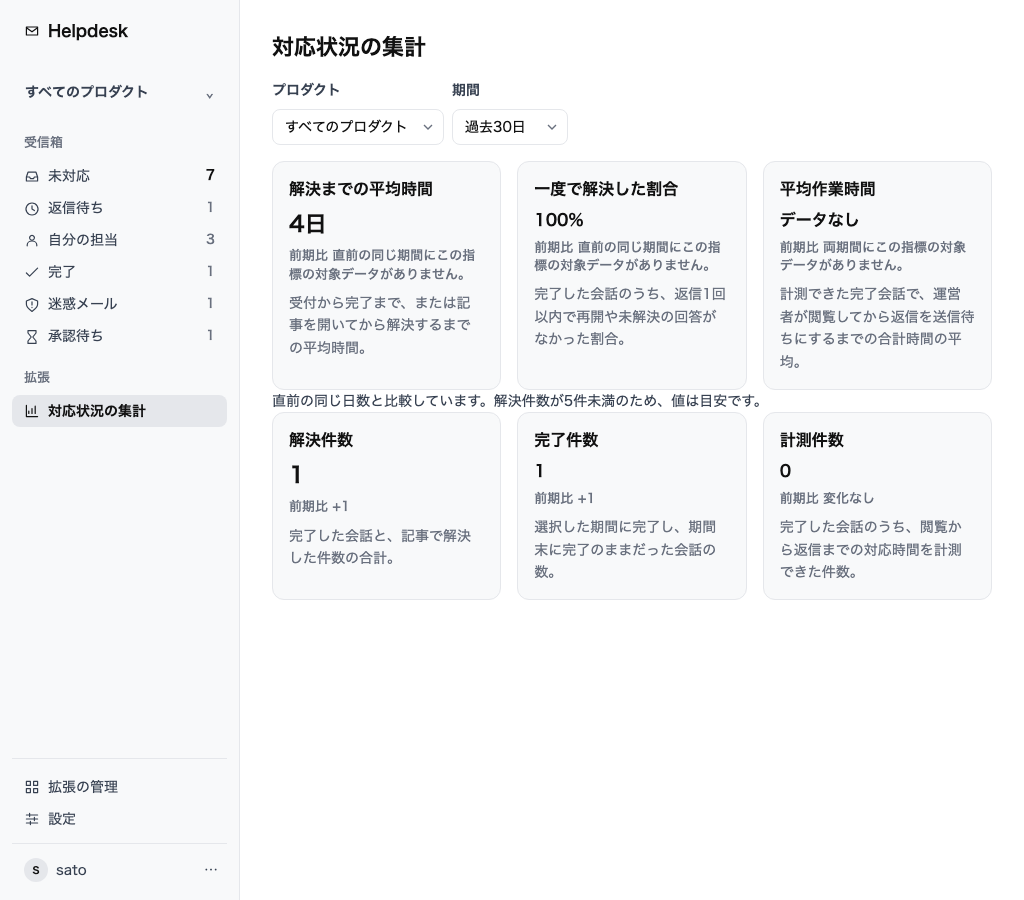 Helpdesk
すべてのプロダクト
受信箱
未対応 7
返信待ち 1
自分の担当 3
完了 1
迷惑メール 1
承認待ち 1
拡張
対応状況の集計
拡張の管理
設定
S sato
対応状況の集計
プロダクト 期間
すべてのプロダクト 過去30日
解決までの平均時間
4日
前期比 直前の同じ期間にこの指
標の対象データがありません。
受付から完了まで、または記
事を開いてから解決するまで
の平均時間。
一度で解決した割合
100%
前期比 直前の同じ期間にこの指
標の対象データがありません。
完了した会話のうち、返信1回
以内で再開や未解決の回答が
なかった割合。
平均作業時間
データなし
前期比 両期間にこの指標の対象
データがありません。
計測できた完了会話で、運営
者が閲覧してから返信を送信待
ちにするまでの合計時間の平
均。
直前の同じ日数と比較しています。解決件数が5件未満のため、値は目安です。
解決件数
1
前期比 +1
完了した会話と、記事で解決
した件数の合計。
完了件数
1
前期比 +1
選択した期間に完了し、期間
末に完了のままだった会話の
数。
計測件数
0
前期比 変化なし
完了した会話のうち、閲覧か
ら返信までの対応時間を計測
できた件数。